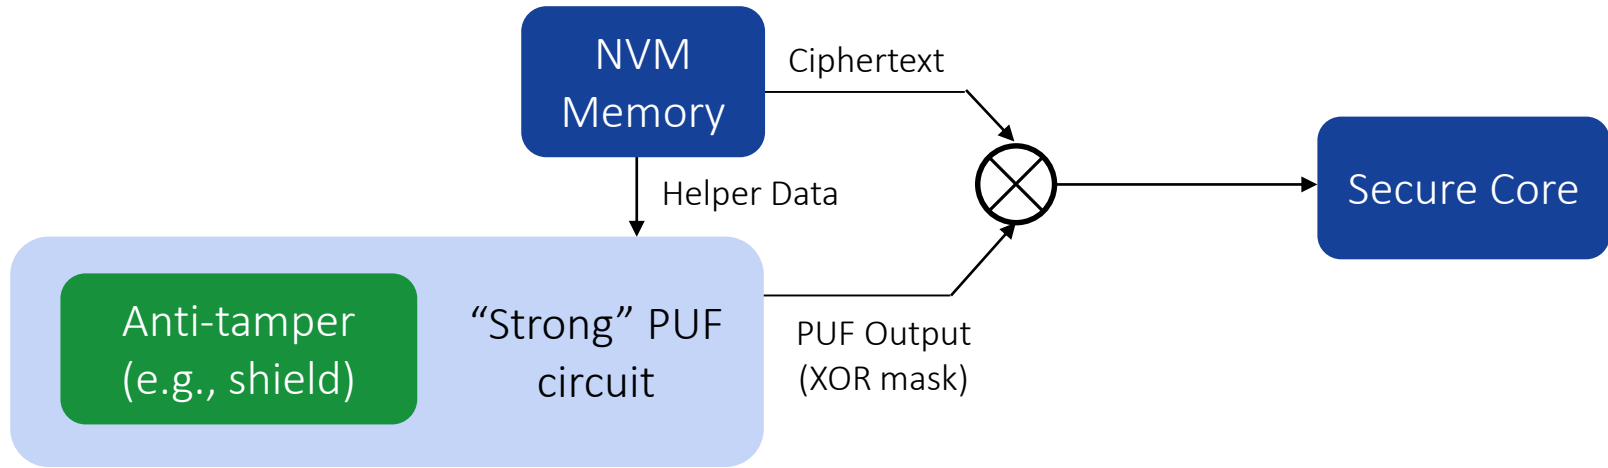 NVM
Memory
Ciphertext
Helper Data
Secure Core
Anti-tamper
(e.g., shield)
“Strong” PUF
circuit
PUF Output
(XOR mask)